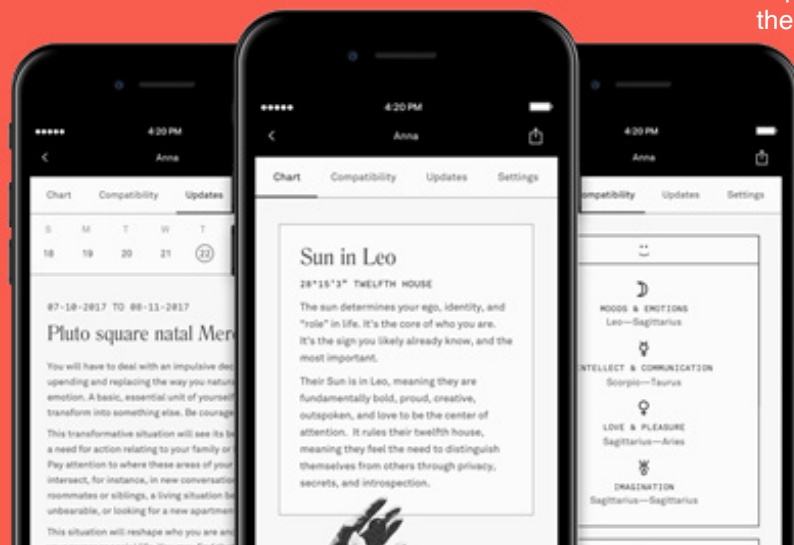 the
4:20 PM
Anna
Chart Compatibility Updates
S M T W T
18 19 20 21 22
07-10-2017 TO 08-11-2017
Pluto square natal Mer
You will have to deal with an impulsive dec
upending and replacing the way you natura
emotion. A basic, essential unit of yourself
transform into something else. Be courage
This transformative situation will see its be
a need for action relating to your family or
Pay attention to where these areas of your
intersect, for instance, in new conversation
roommates or siblings, a living situation be
unbearable, or looking for a new apartmen
This situation will reshape who you are and
4:20 PM
Anna
Chart Compatibility Updates Settings
Sun in Leo
28°15'3" TWELFTH HOUSE
The sun determines your ego, identity, and
"role" in life. It's the core of who you are.
It's the sign you likely already know, and the
most important.
Their Sun is in Leo, meaning they are
fundamentally bold, proud, creative,
outspoken, and love to be the center of
attention. It rules their twelfth house,
meaning they feel the need to distinguish
themselves from others through privacy,
secrets, and introspection.
4:20 PM
Anna
ompatibility Updates Settings
MOODS & EMOTIONS
Leo—Sagittarius
NTELLECT & COMMUNICATION
Scorpio—Taurus
LOVE & PLEASURE
Sagittarius—Aries
IMAGINATION
Sagittarius—Sagittarius